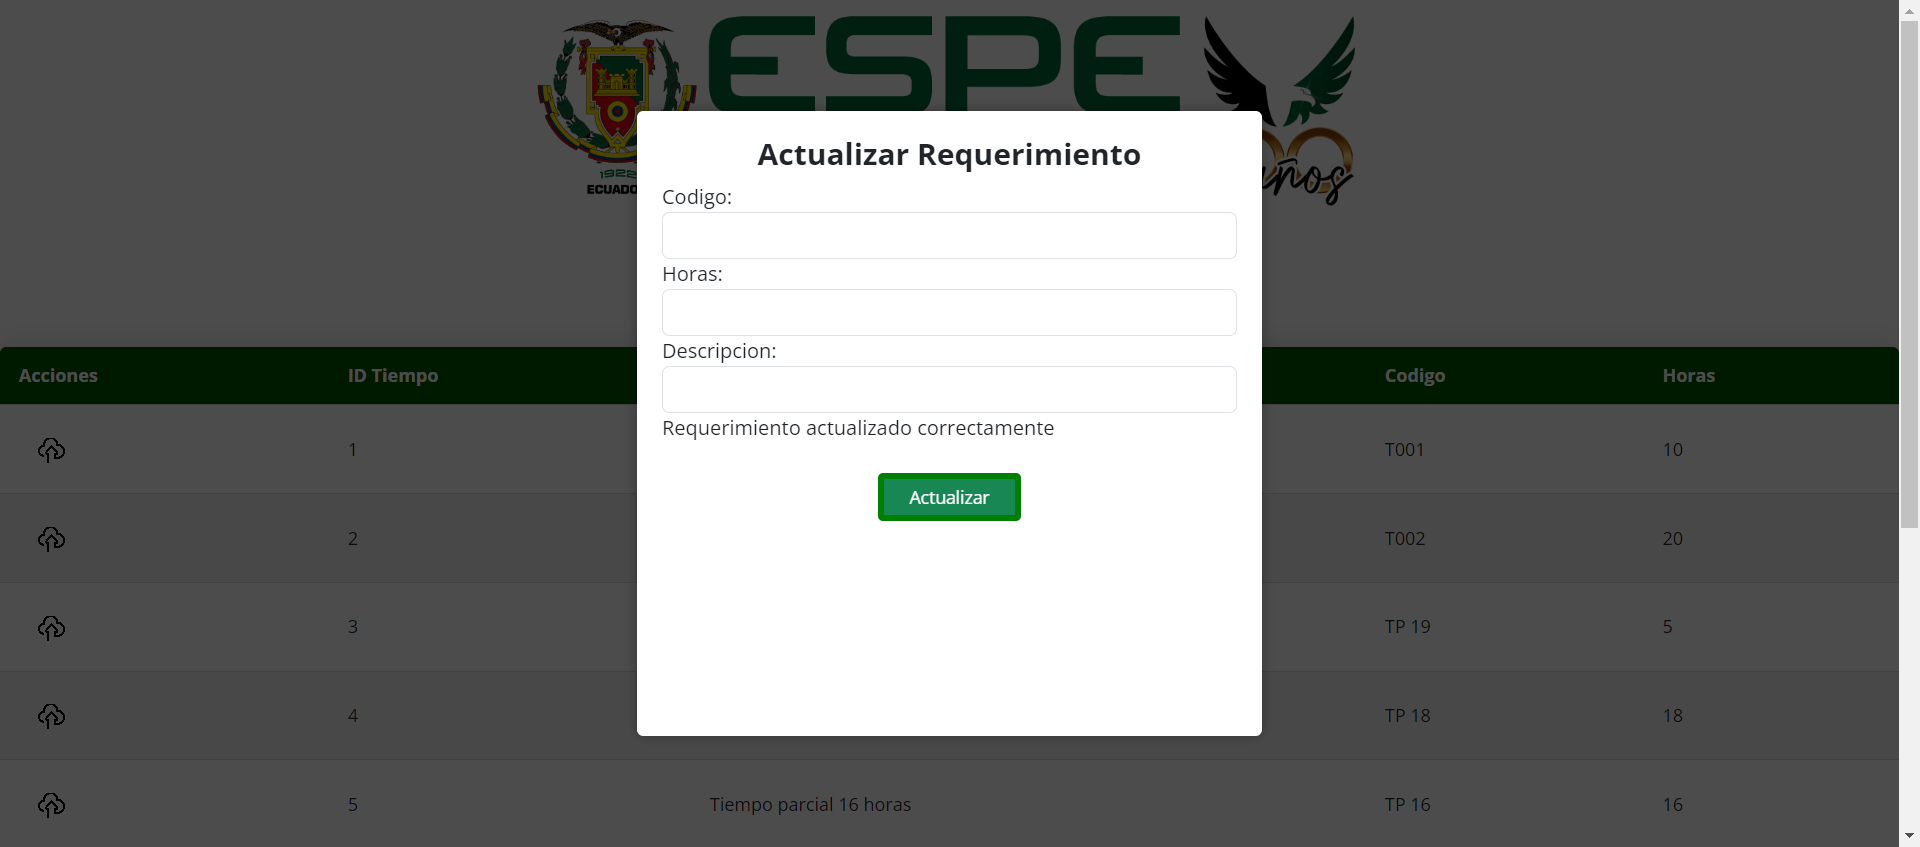 ESPE
1922
ECUADO
años
Actualizar Requerimiento
Codigo:
Horas:
Descripcion:
Requerimiento actualizado correctamente
Actualizar
Acciones ID Tiempo Codigo Horas
1 T001 10
2 T002 20
3 TP 19 5
4 TP 18 18
5 Tiempo parcial 16 horas TP 16 16